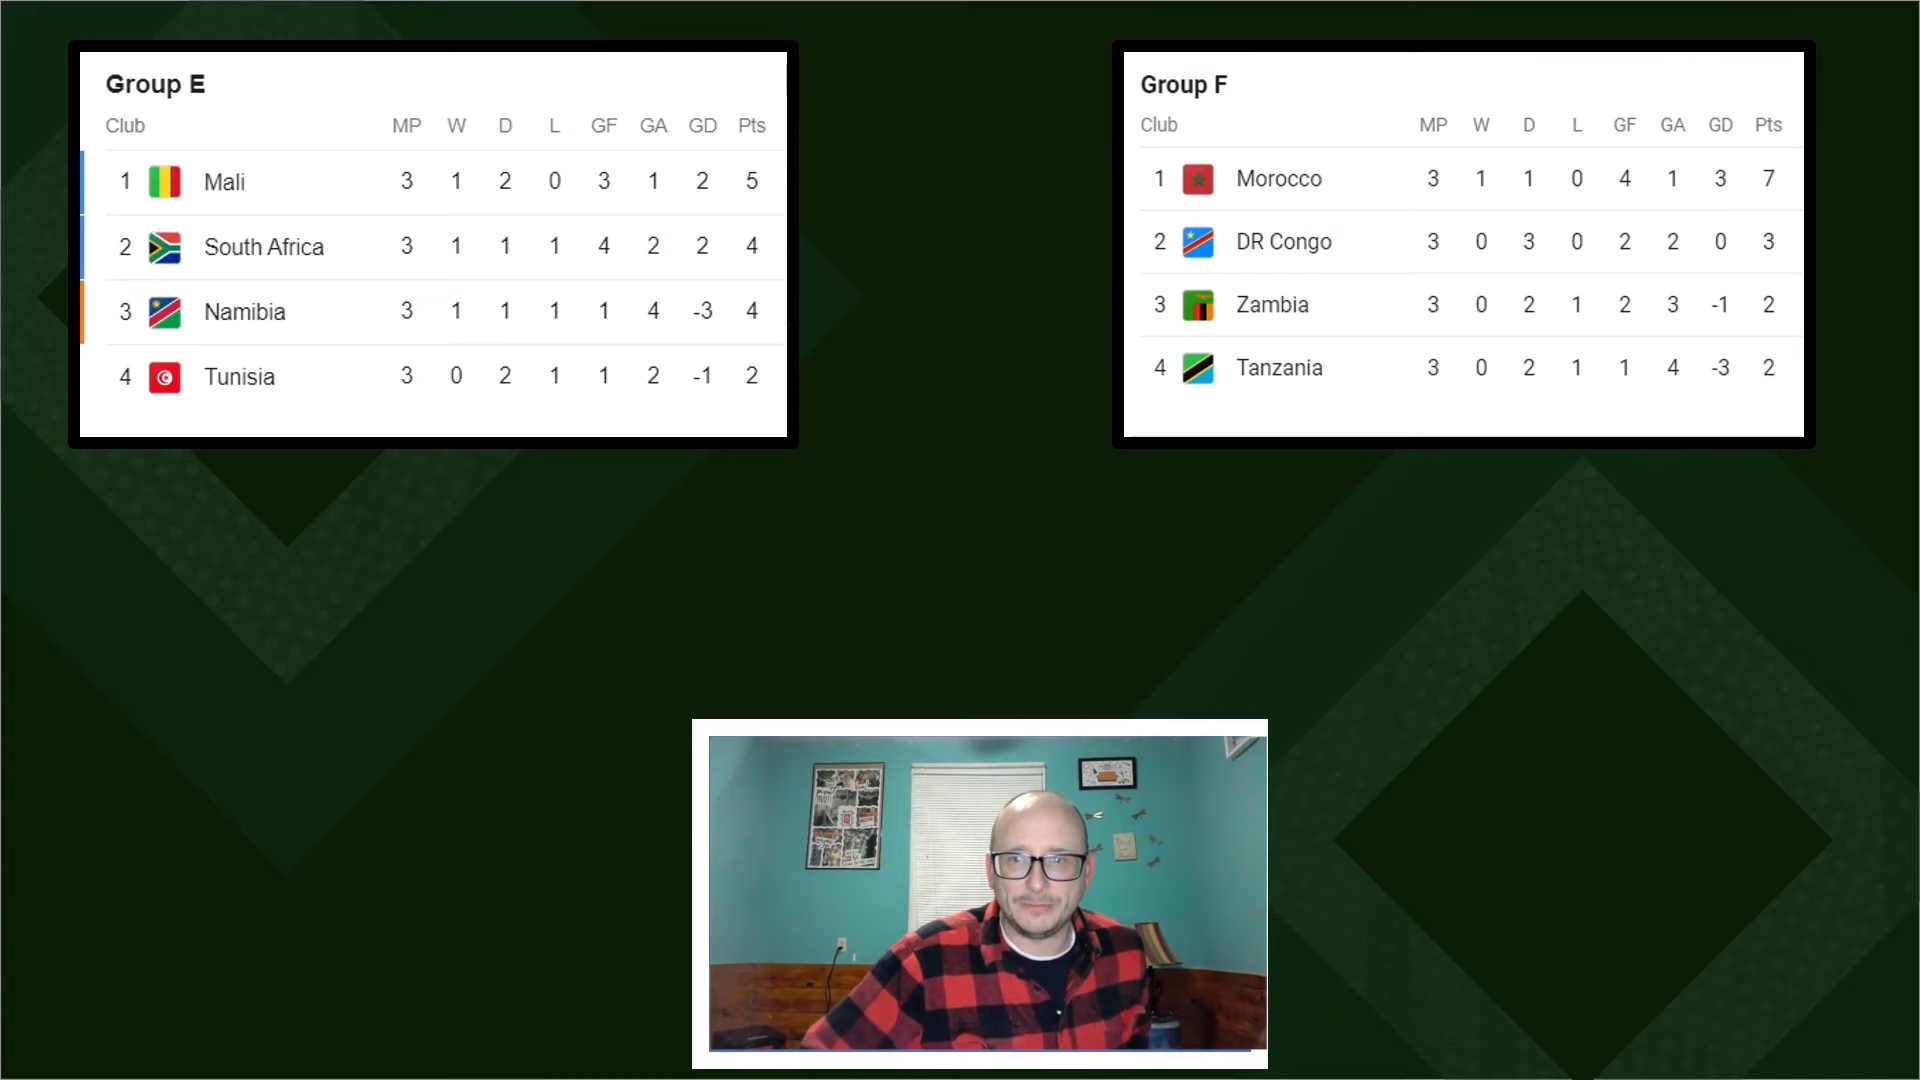 Group E
Club MP W D L GF GA GD Pts
1 Mali 3 1 2 0 3 1 2 5
2 South Africa 3 1 1 1 4 2 2 4
3 Namibia 3 1 1 1 1 4 -3 4
4 Tunisia 3 0 2 1 1 2 -1 2
Group F
Club MP W D L GF GA GD Pts
1 Morocco 3 1 1 0 4 1 3 7
2 DR Congo 3 0 3 0 2 2 0 3
3 Zambia 3 0 2 1 2 3 -1 2
4 Tanzania 3 0 2 1 1 4 -3 2